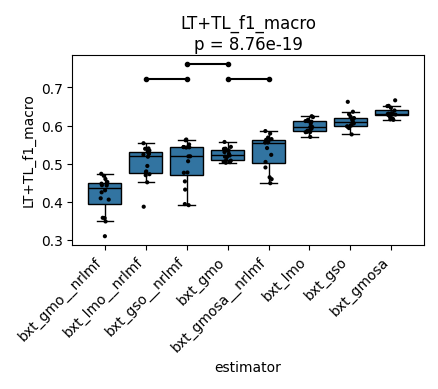 LT+TL_f1_macro
p = 8.76e-19
LT+TL_f1_macro
0.7
0.6
0.5
0.4
0.3
bxt_gmo__nrlmf
bxt_lmo__nrlmf
bxt_gso__nrlmf
bxt_gmo
bxt_gmosa__nrlmf
bxt_lmo
bxt_gso
bxt_gmosa
estimator